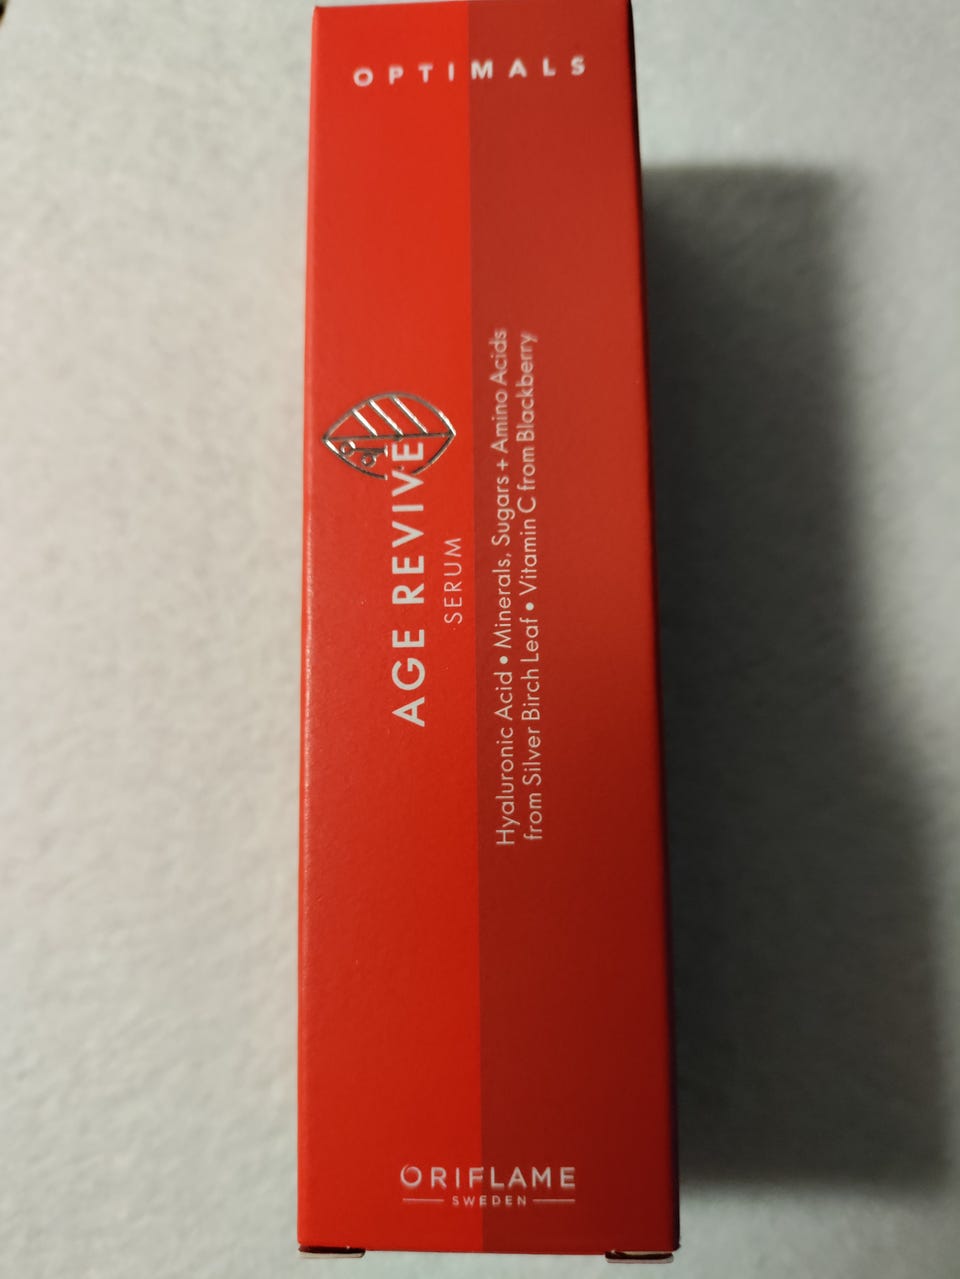 OPTIMALS
AGE REVIVE
SERUM
Hyaluronic Acid • Minerals, Sugars + Amino Acids
from Silver Birch Leaf • Vitamin C from Blackberry
ORIFLAME
SWEDEN